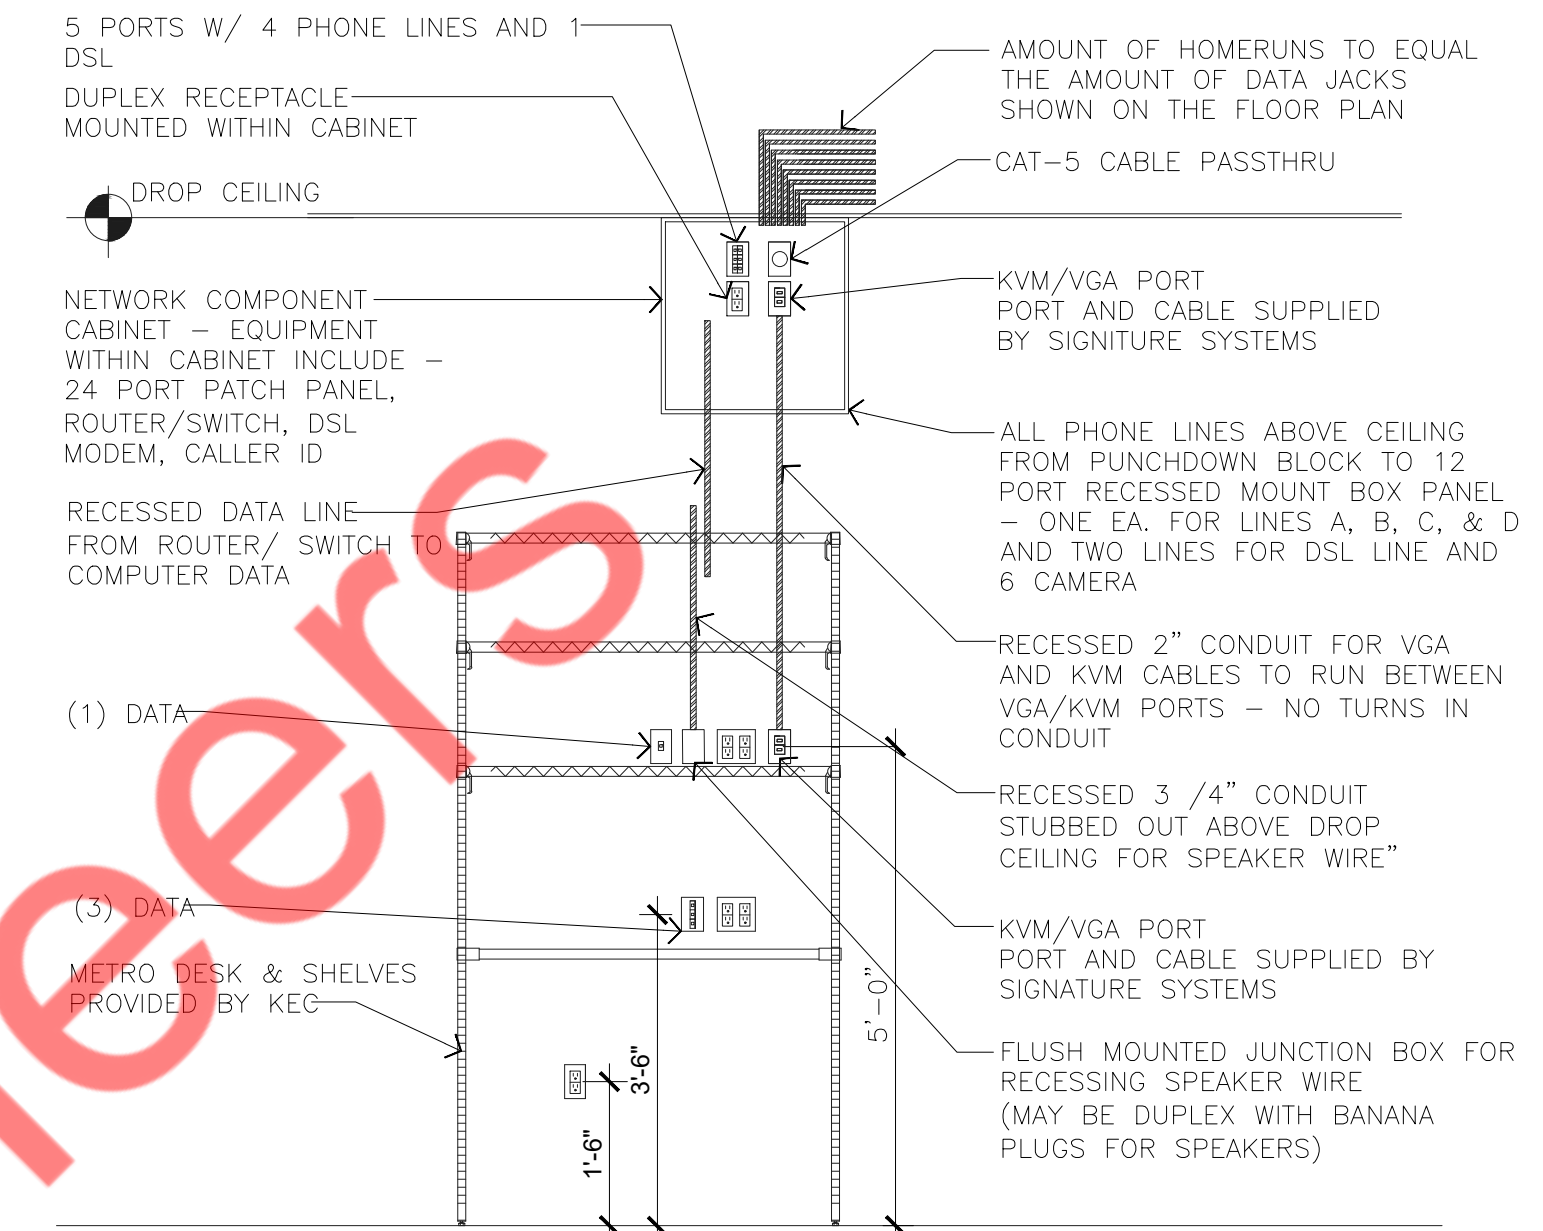 5 PORTS W/ 4 PHONE LINES AND 1
DSL
DUPLEX RECEPTACLE
MOUNTED WITHIN CABINET
DROP CEILING
NETWORK COMPONENT
CABINET – EQUIPMENT
WITHIN CABINET INCLUDE –
24 PORT PATCH PANEL,
ROUTER/SWITCH, DSL
MODEM, CALLER ID
RECESSED DATA LINE
FROM ROUTER/ SWITCH TO
COMPUTER DATA
(1) DATA
(3) DATA
METRO DESK & SHELVES
PROVIDED BY KEC
AMOUNT OF HOMERUNS TO EQUAL
THE AMOUNT OF DATA JACKS
SHOWN ON THE FLOOR PLAN
CAT–5 CABLE PASSTHRU
KVM/VGA PORT
PORT AND CABLE SUPPLIED
BY SIGNITURE SYSTEMS
ALL PHONE LINES ABOVE CEILING
FROM PUNCHDOWN BLOCK TO 12
PORT RECESSED MOUNT BOX PANEL
– ONE EA. FOR LINES A, B, C, & D
AND TWO LINES FOR DSL LINE AND
6 CAMERA
RECESSED 2” CONDUIT FOR VGA
AND KVM CABLES TO RUN BETWEEN
VGA/KVM PORTS – NO TURNS IN
CONDUIT
RECESSED 3 /4” CONDUIT
STUBBED OUT ABOVE DROP
CEILING FOR SPEAKER WIRE”
KVM/VGA PORT
PORT AND CABLE SUPPLIED BY
SIGNATURE SYSTEMS
FLUSH MOUNTED JUNCTION BOX FOR
RECESSING SPEAKER WIRE
(MAY BE DUPLEX WITH BANANA
PLUGS FOR SPEAKERS)
1'-6"
3'-6"
5’–0”
eers